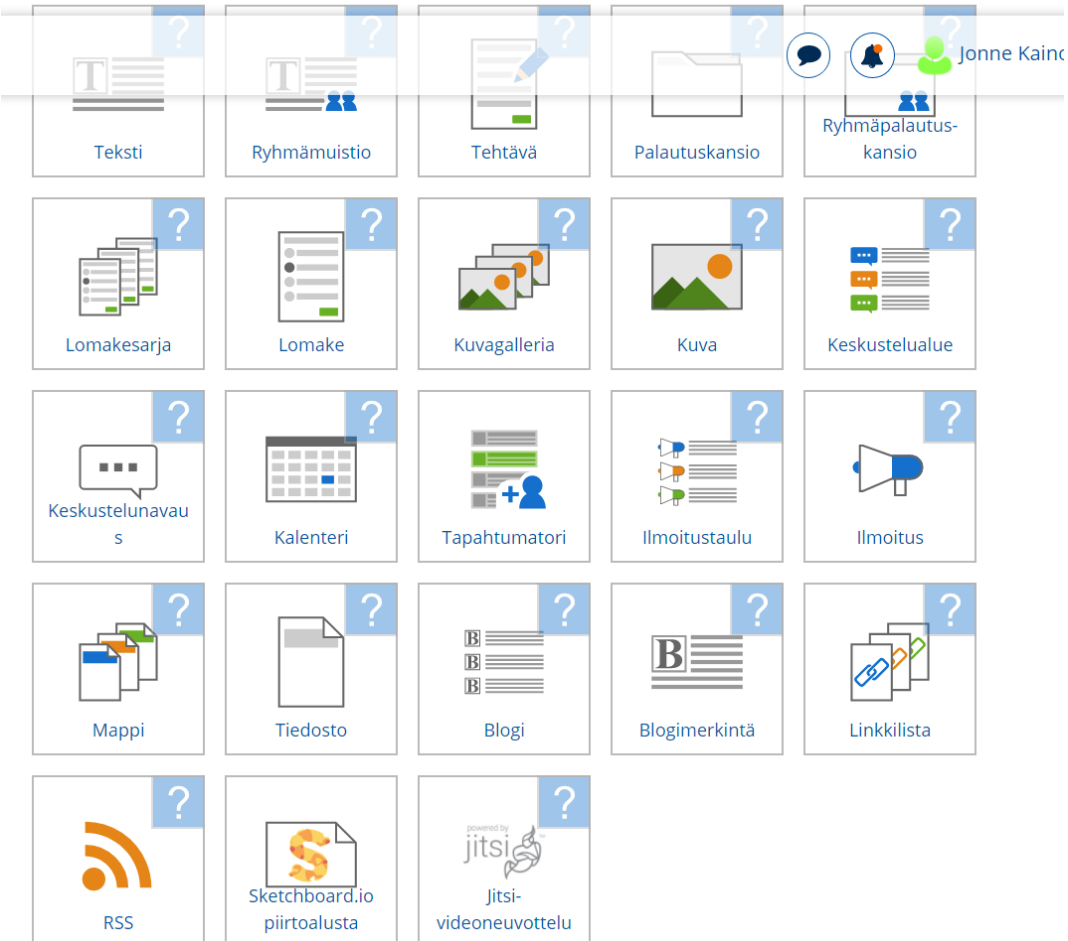 Jonne Kaino
Teksti
Ryhmämuistio
Tehtävä
Palautuskansio
Ryhmäpalautus-
kansio
Lomakesarja
Lomake
Kuvagalleria
Kuva
Keskustelualue
Keskustelunavau
s
Kalenteri
Tapahtumatori
Ilmoitustaulu
Ilmoitus
Mappi
Tiedosto
Blogi
Blogimerkintä
Linkkilista
RSS
Sketchboard.io
piirtoalusta
powered by
jitsi
Jitsi-
videoneuvottelu